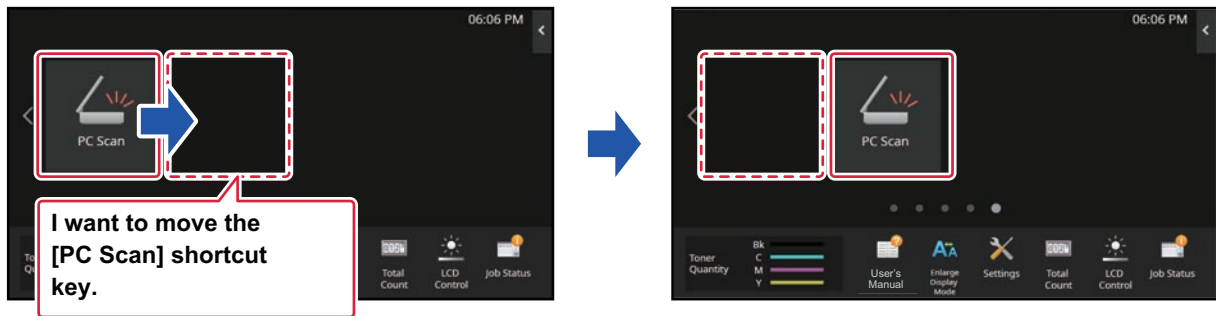 06:06 PM
PC Scan
I want to move the
[PC Scan] shortcut
key.
Total
Count
LCD
Control
Job Status
06:06 PM
PC Scan
Toner
Quantity
Bk
C
M
Y
User's
Manual
Enlarge
Display
Mode
Settings
Total
Count
LCD
Control
Job Status